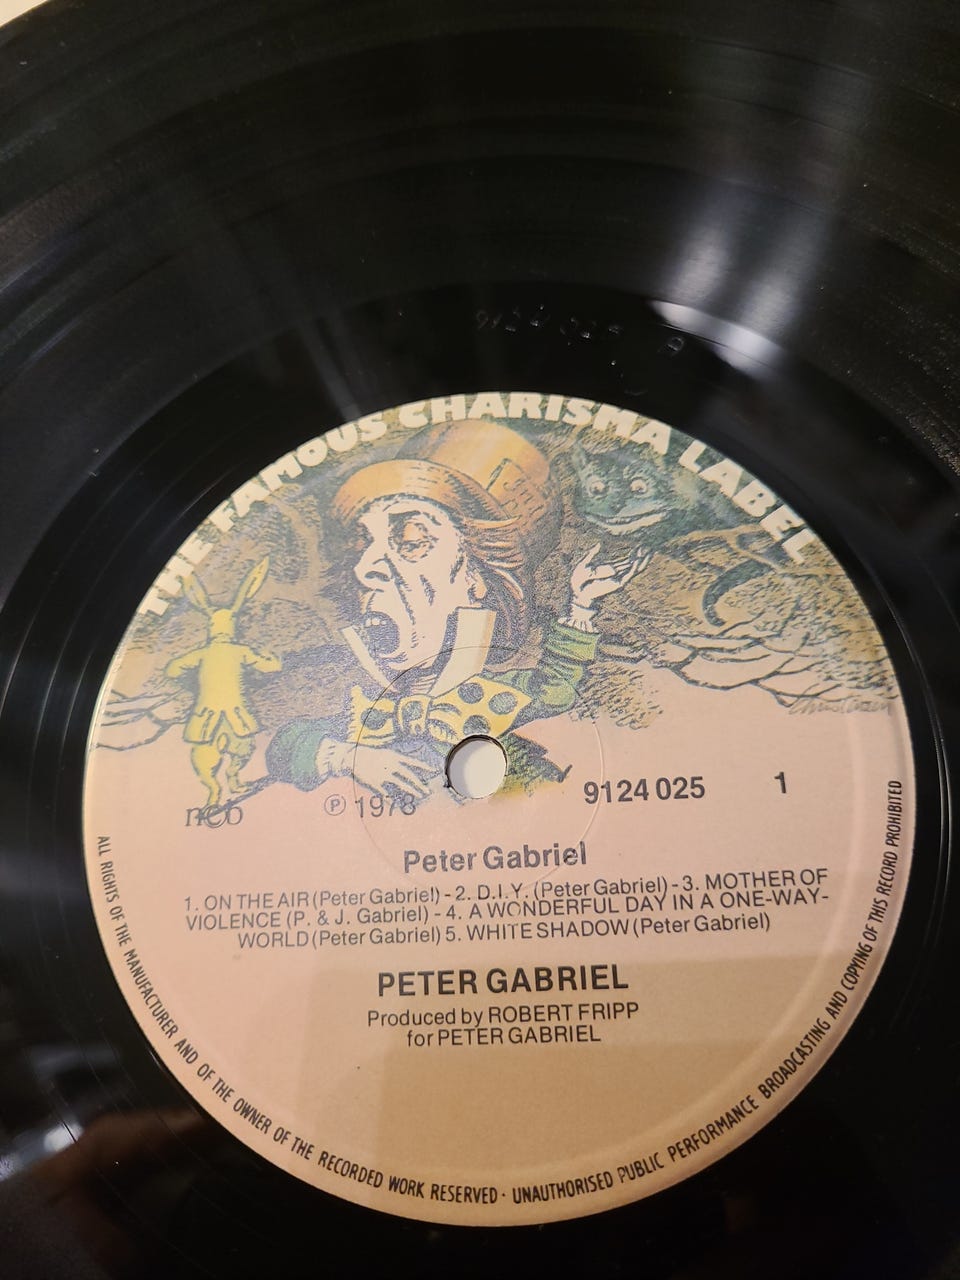 THE FAMOUS CHARISMA LABEL
ncb
℗ 1978
9124 025
1
Peter Gabriel
1. ON THE AIR (Peter Gabriel) - 2. D.I.Y. (Peter Gabriel) - 3. MOTHER OF
VIOLENCE (P. & J. Gabriel) - 4. A WONDERFUL DAY IN A ONE-WAY-
WORLD (Peter Gabriel) 5. WHITE SHADOW (Peter Gabriel)
PETER GABRIEL
Produced by ROBERT FRIPP
for PETER GABRIEL
ALL RIGHTS OF THE MANUFACTURER AND OF THE OWNER OF THE RECORDED WORK RESERVED · UNAUTHORISED PUBLIC PERFORMANCE BROADCASTING AND COPYING OF THIS RECORD PROHIBITED